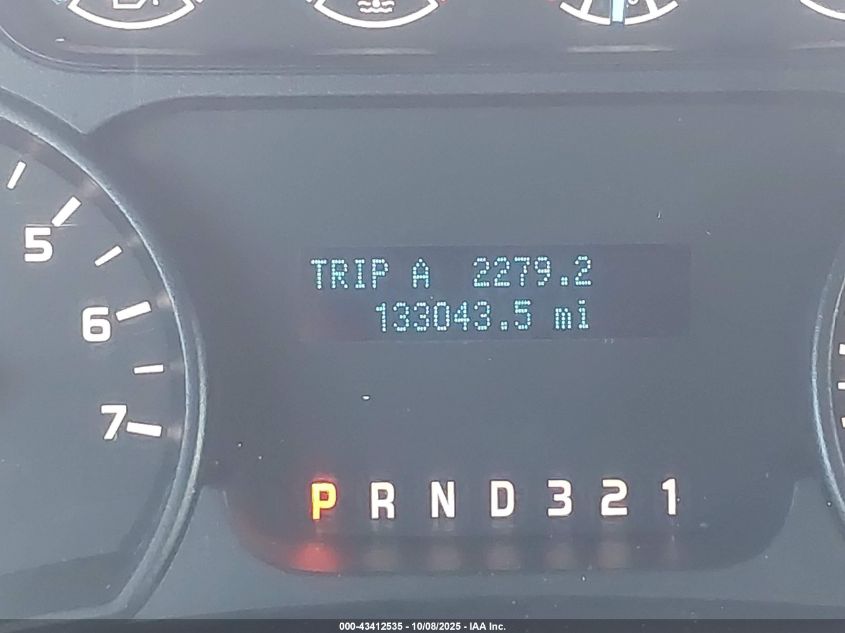 5
6
7
TRIP A 2279.2
133043.5 mi
P R N D 3 2 1
000-43412535 - 10/08/2025 - IAA Inc.